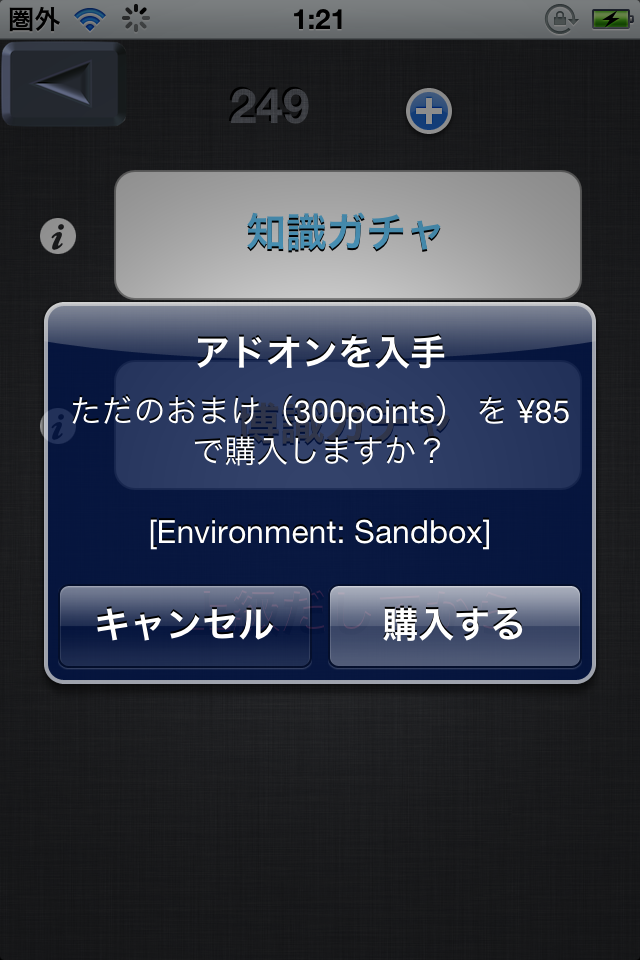 圏外 1:21
249
知識ガチャ
アドオンを入手
ただのおまけ（300points） を ¥85
で購入しますか？
[Environment: Sandbox]
キャンセル 購入する